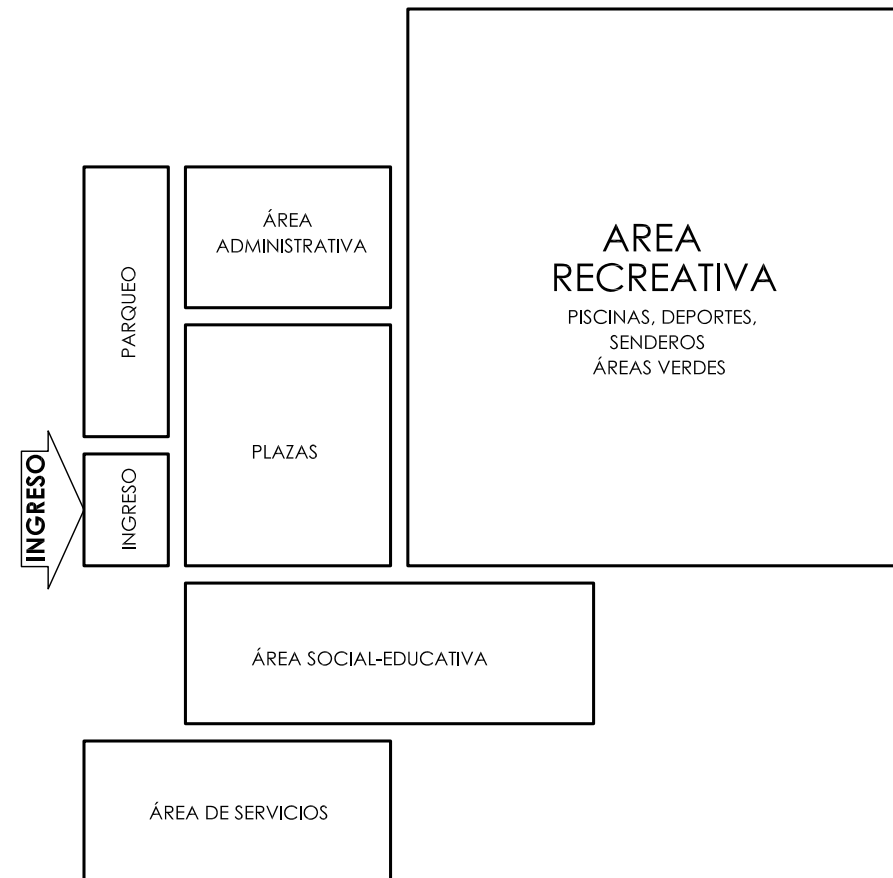 AREA
RECREATIVA
PISCINAS, DEPORTES,
SENDEROS
ÁREAS VERDES
ÁREA
ADMINISTRATIVA
PARQUEO
PLAZAS
INGRESO
INGRESO
ÁREA SOCIAL-EDUCATIVA
ÁREA DE SERVICIOS